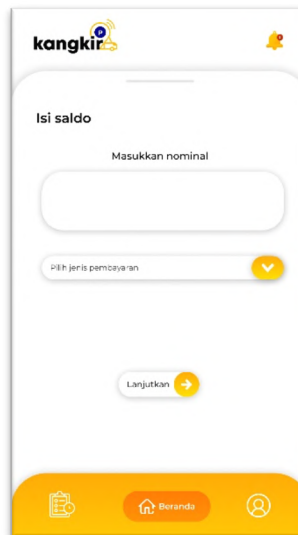 kangkir
P
Isi saldo
Masukkan nominal
Pilih jenis pembayaran
Lanjutkan
Beranda